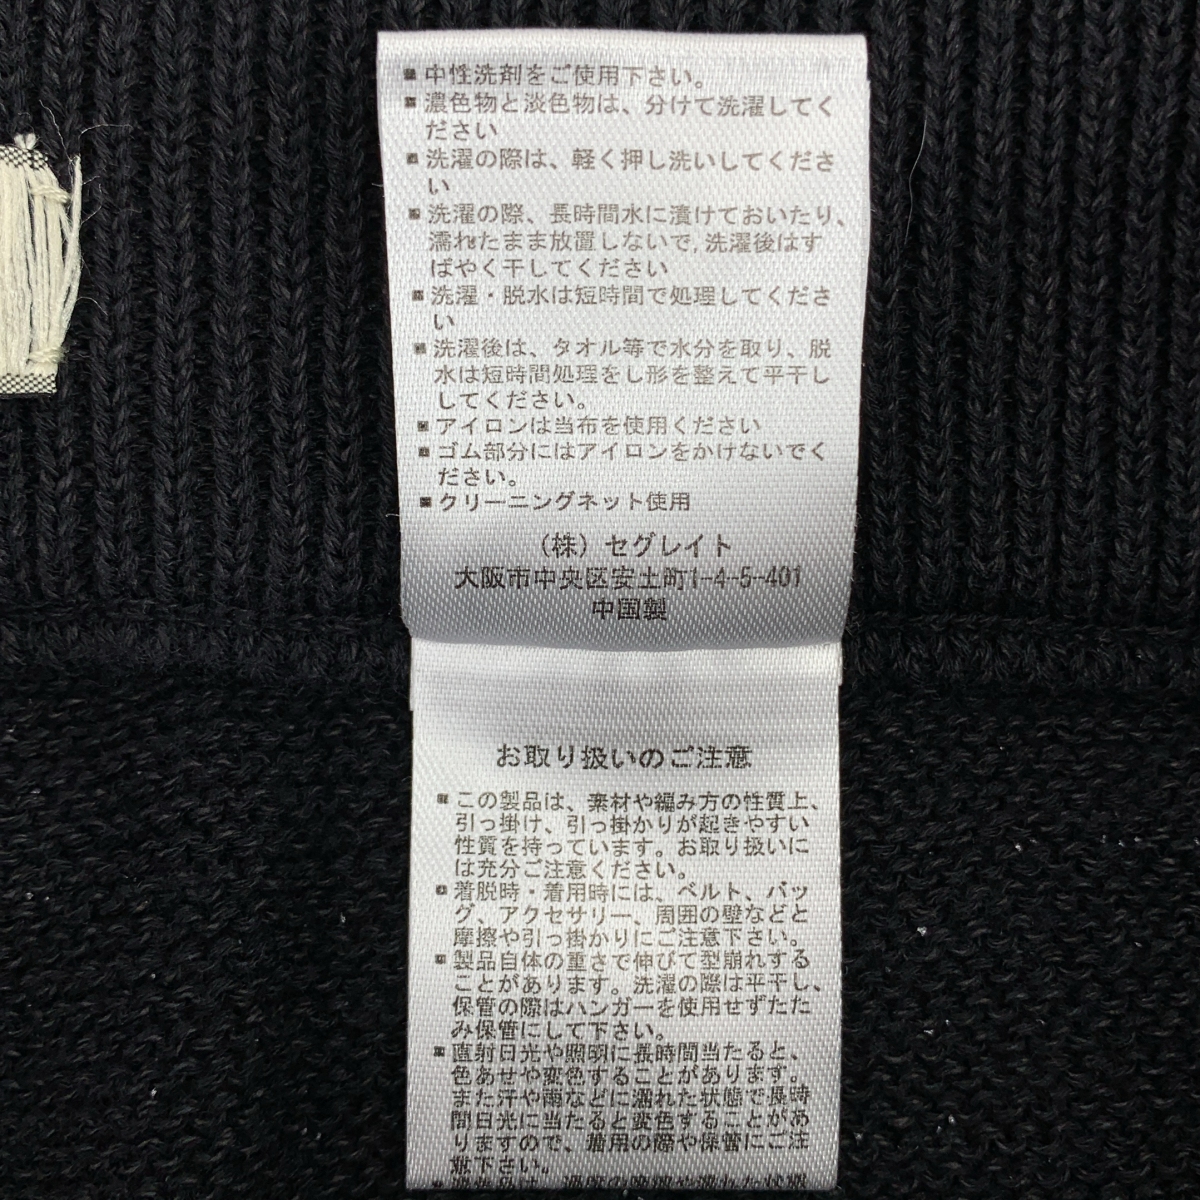 ■中性洗剤をご使用下さい。
■濃色物と淡色物は、分けて洗濯してく
ださい
■洗濯の際は、軽く押し洗いしてくださ
い
■洗濯の際、長時間水に漬けておいたり、
濡れたまま放置しないで,洗濯後はす
ばやく干してください
■洗濯・脱水は短時間で処理してくださ
い
■洗濯後は、タオル等で水分を取り、脱
水は短時間処理をし形を整えて平干し
してください。
■アイロンは当布を使用ください
■ゴム部分にはアイロンをかけないでく
ださい。
■クリーニングネット使用
（株）セグレイト
大阪市中央区安土町1-4-5-401
中国製
お取り扱いのご注意
■この製品は、素材や編み方の性質上、
引っ掛け、引っ掛かりが起きやすい
性質を持っています。お取り扱いに
は充分ご注意ください。
■着脱時・着用時には、ベルト、バッ
グ、アクセサリー、周囲の壁などと
摩擦や引っ掛かりにご注意下さい。
■製品自体の重さで伸びて型崩れする
ことがあります。洗濯の際は平干し、
保管の際はハンガーを使用せずたた
み保管にして下さい。
■直射日光や照明に長時間当たると、
色あせや変色することがあります。
また汗や雨などに濡れた状態で長時
間日光に当たると変色することがあ
りますので、着用の際や保管にご注
意下さい。